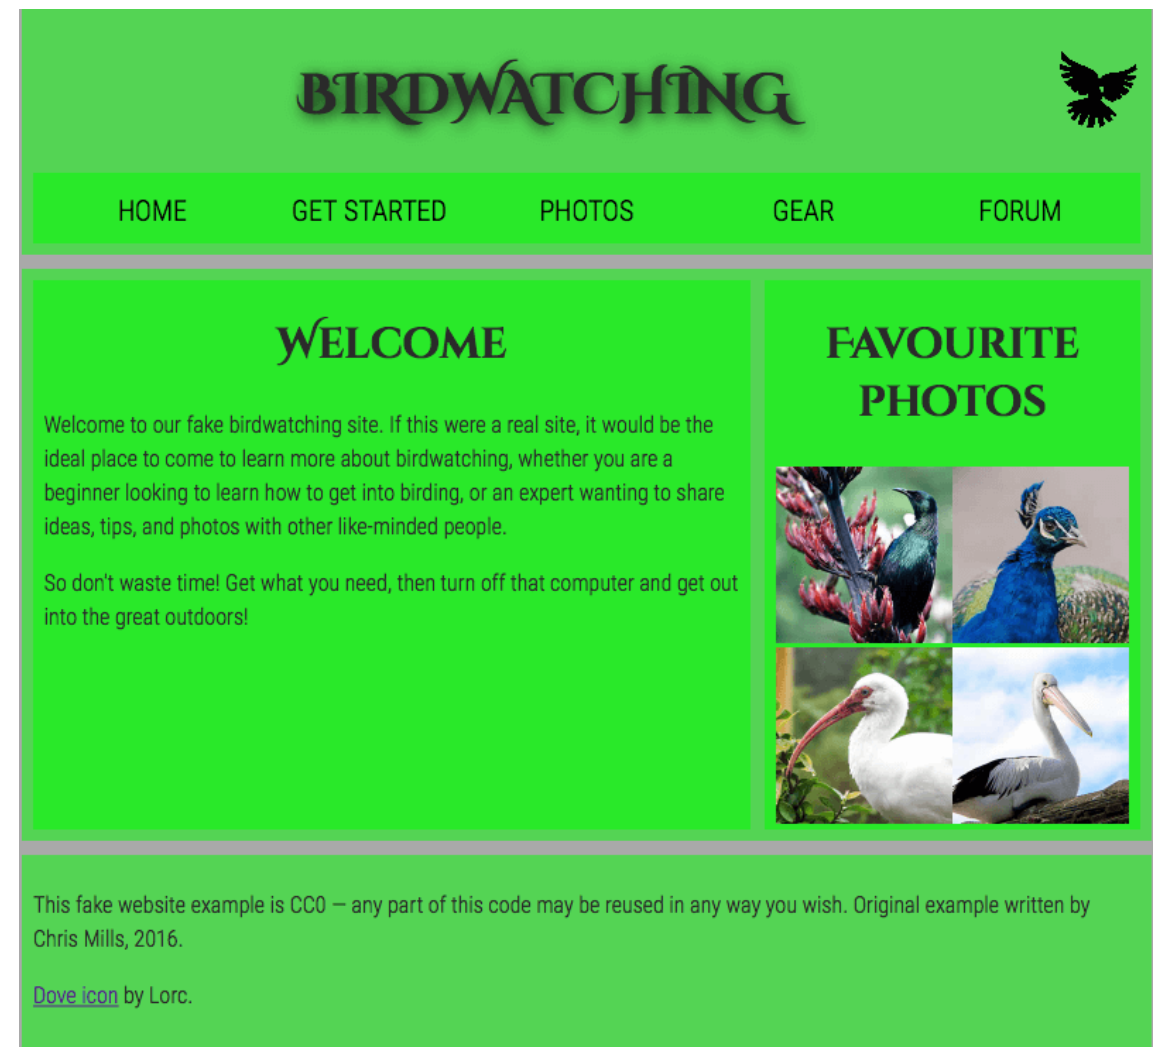 BIRDWATCHING
HOME GET STARTED PHOTOS GEAR FORUM
Welcome
Welcome to our fake birdwatching site. If this were a real site, it would be the
ideal place to come to learn more about birdwatching, whether you are a
beginner looking to learn how to get into birding, or an expert wanting to share
ideas, tips, and photos with other like-minded people.
So don't waste time! Get what you need, then turn off that computer and get out
into the great outdoors!
Favourite
photos
This fake website example is CC0 — any part of this code may be reused in any way you wish. Original example written by
Chris Mills, 2016.
Dove icon by Lorc.